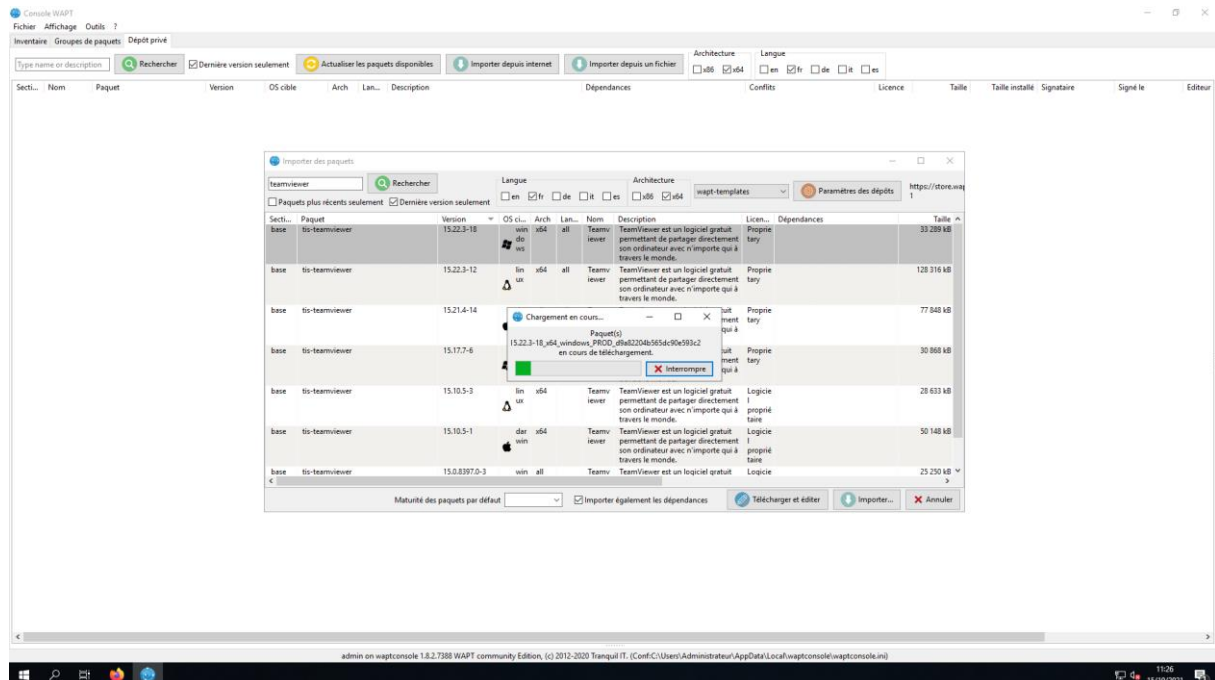 Console WAPT
Fichier Affichage Outils ?
Inventaire Groupes de paquets Dépôt privé
Type name or description Rechercher Dernière version seulement Actualiser les paquets disponibles Importer depuis internet Importer depuis un fichier Architecture x86 x64 Langue en fr de it es
Secti... Nom Paquet Version OS cible Arch Lan... Description Dépendances Conflits Licence Taille Taille installé Signataire Signé le Editeur
Importer des paquets
teamviewer Rechercher Langue en fr de it es Architecture x86 x64 wapt-templates Paramètres des dépôts https://store.wap
1
Paquets plus récents seulement Dernière version seulement
Secti... Paquet Version OS ci... Arch Lan... Nom Description Licen... Dépendances Taille
base tis-teamviewer 15.22.3-18 win x64 all Teamv TeamViewer est un logiciel gratuit Proprie 33 289 kB
do iewer permettant de partager directement tary
ws son ordinateur avec n'importe qui à
travers le monde.
base tis-teamviewer 15.22.3-12 lin x64 all Teamv TeamViewer est un logiciel gratuit Proprie 128 316 kB
ux iewer permettant de partager directement tary
son ordinateur avec n'importe qui à
travers le monde.
base tis-teamviewer 15.21.4-14 tuit Proprie 77 848 kB
ment tary
qui à
Chargement en cours...
Paquet(s)
15.22.3-18_x64_windows_PROD_d9a82204b565dc90e593c2
en cours de téléchargement.
Interrompre
base tis-teamviewer 15.17.7-6 tuit Proprie 30 868 kB
ment tary
qui à
base tis-teamviewer 15.10.5-3 lin x64 Teamv TeamViewer est un logiciel gratuit Logicie 28 633 kB
ux iewer permettant de partager directement l
son ordinateur avec n'importe qui à proprié
travers le monde. taire
base tis-teamviewer 15.10.5-1 dar x64 Teamv TeamViewer est un logiciel gratuit Logicie 50 148 kB
win iewer permettant de partager directement l
son ordinateur avec n'importe qui à proprié
travers le monde. taire
base tis-teamviewer 15.0.8397.0-3 win all Teamv TeamViewer est un logiciel gratuit Logicie 25 250 kB
Maturité des paquets par défaut Importer également les dépendances Télécharger et éditer Importer... Annuler
admin on waptconsole 1.8.2.7388 WAPT community Edition, (c) 2012-2020 Tranquil IT. (Conf:C:\Users\Administrateur\AppData\Local\waptconsole\waptconsole.ini)
11:26
15/10/2021